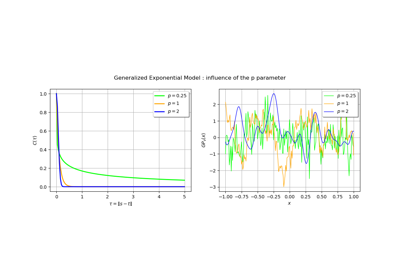 Generalized Exponential Model : influence of the p parameter
p = 0.25
p = 1
p = 2
1.0
0.8
0.6
0.4
0.2
0.0
C(τ)
0
1
2
3
4
5
τ = ‖s − t‖
p = 0.25
p = 1
p = 2
2
1
0
−1
−2
−3
−1.00
−0.75
−0.50
−0.25
0.00
0.25
0.50
0.75
1.00
x